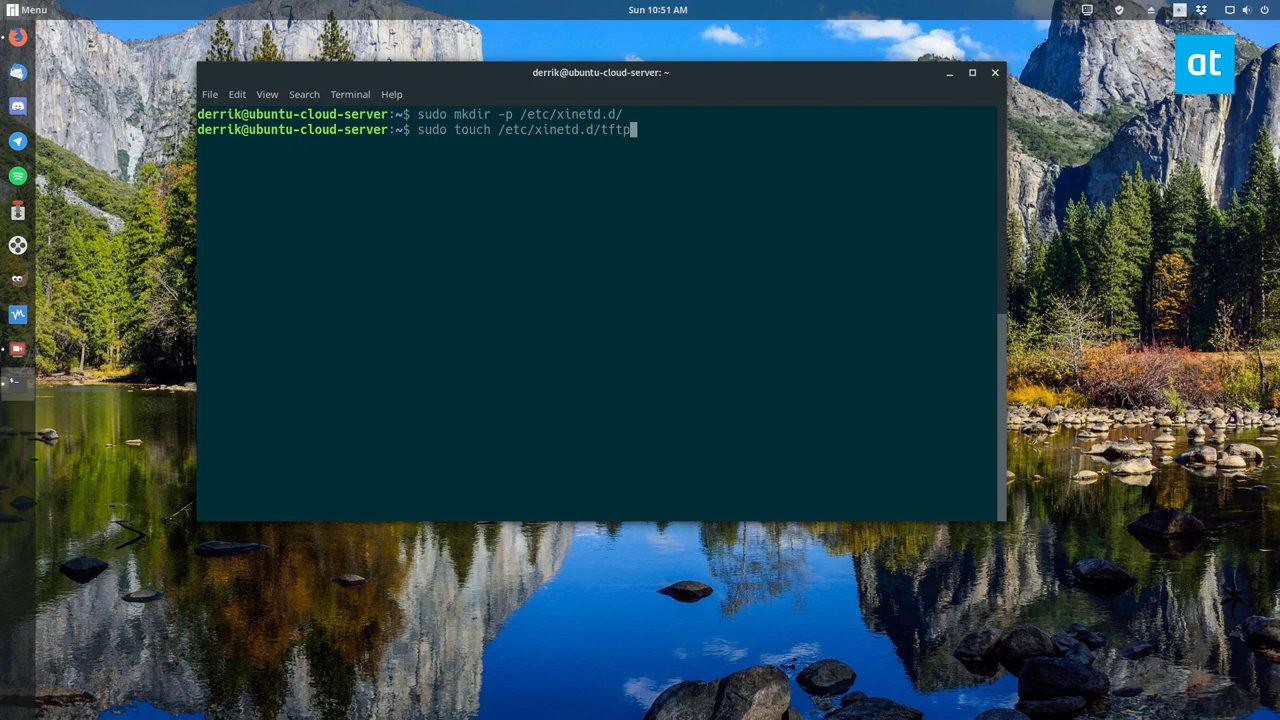 Menu
Sun 10:51 AM
at
derrik@ubuntu-cloud-server: ~
File Edit View Search Terminal Help
derrik@ubuntu-cloud-server:~$ sudo mkdir -p /etc/xinetd.d/
derrik@ubuntu-cloud-server:~$ sudo touch /etc/xinetd.d/tftp